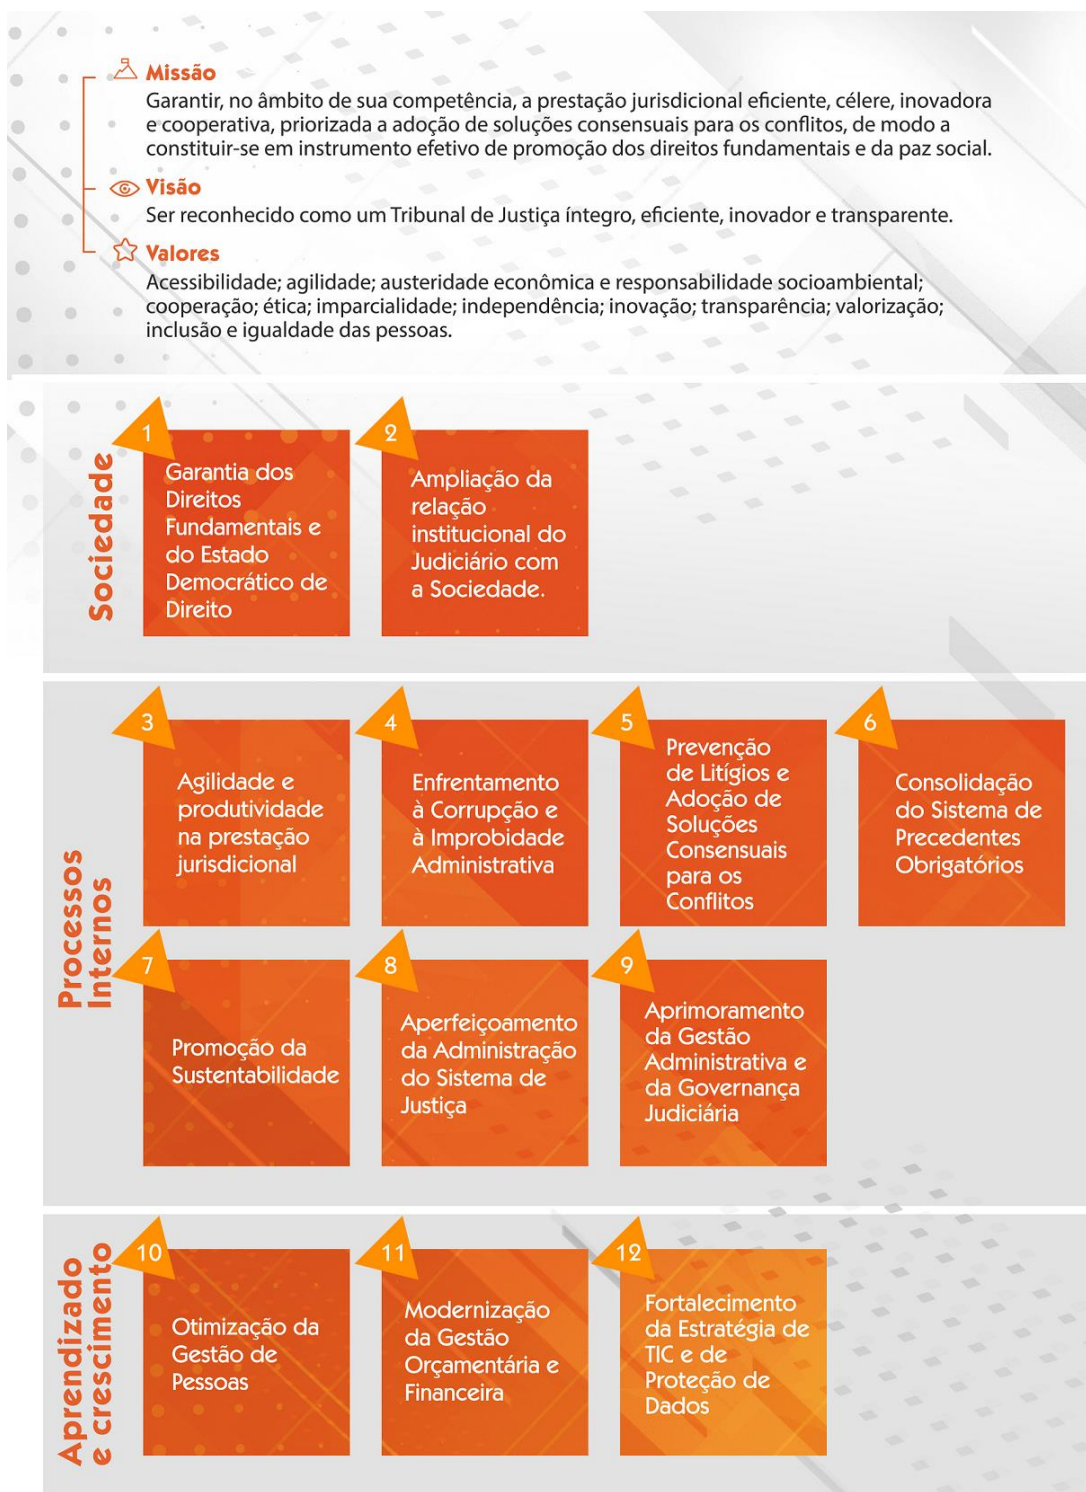 Missão
Garantir, no âmbito de sua competência, a prestação jurisdicional eficiente, célere, inovadora
e cooperativa, priorizada a adoção de soluções consensuais para os conflitos, de modo a
constituir-se em instrumento efetivo de promoção dos direitos fundamentais e da paz social.
Visão
Ser reconhecido como um Tribunal de Justiça íntegro, eficiente, inovador e transparente.
Valores
Acessibilidade; agilidade; austeridade econômica e responsabilidade socioambiental;
cooperação; ética; imparcialidade; independência; inovação; transparência; valorização;
inclusão e igualdade das pessoas.
Sociedade
1
Garantia dos
Direitos
Fundamentais e
do Estado
Democrático de
Direito
2
Ampliação da
relação
institucional do
Judiciário com
a Sociedade.
Processos
Internos
3
Agilidade e
produtividade
na prestação
jurisdicional
4
Enfrentamento
à Corrupção e
à Improbidade
Administrativa
5
Prevenção
de Litígios e
Adoção de
Soluções
Consensuais
para os
Conflitos
6
Consolidação
do Sistema de
Precedentes
Obrigatórios
7
Promoção da
Sustentabilidade
8
Aperfeiçoamento
da Administração
do Sistema de
Justiça
9
Aprimoramento
da Gestão
Administrativa e
da Governança
Judiciária
Aprendizado
e crescimento
10
Otimização da
Gestão de
Pessoas
11
Modernização
da Gestão
Orçamentária e
Financeira
12
Fortalecimento
da Estratégia de
TIC e de
Proteção de
Dados